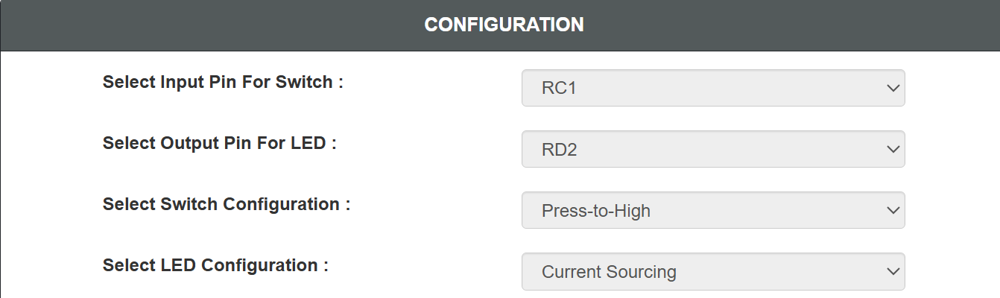 CONFIGURATION
Select Input Pin For Switch : RC1
Select Output Pin For LED : RD2
Select Switch Configuration : Press-to-High
Select LED Configuration : Current Sourcing